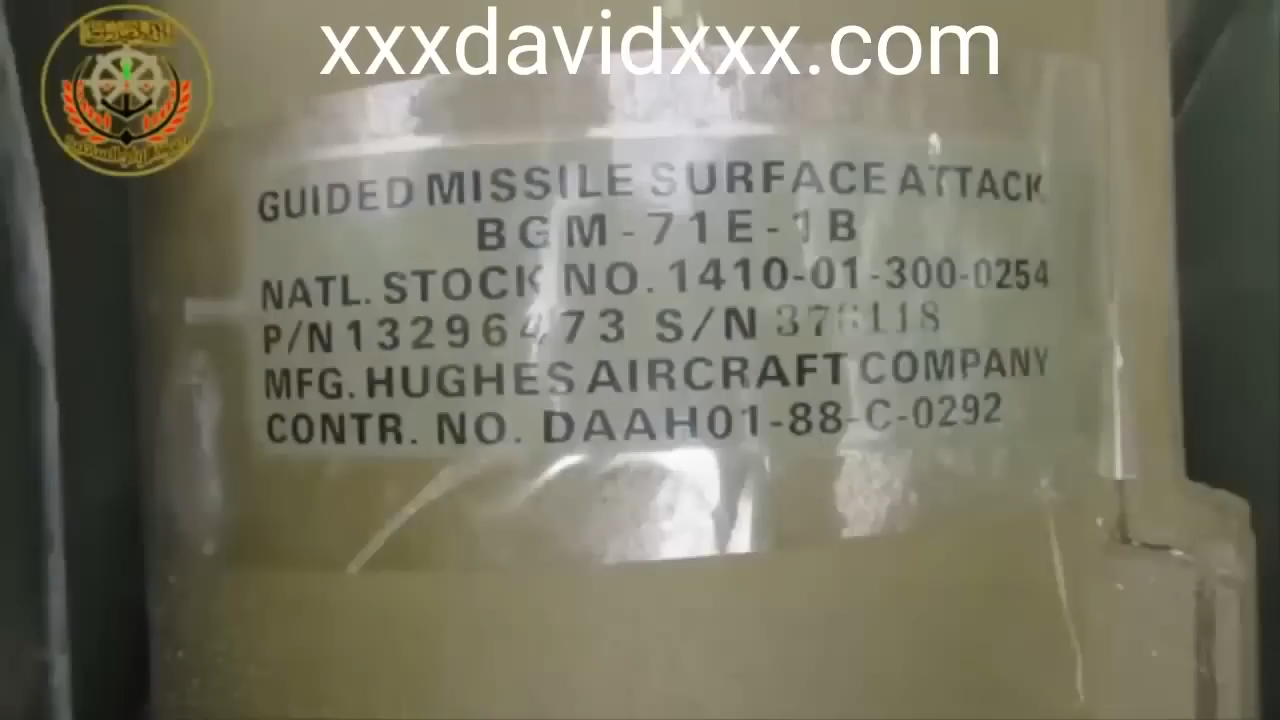 xxxdavidxxx.com
GUIDED MISSILE SURFACE ATTACK
BGM-71E-1B
NATL. STOCK NO. 1410-01-300-0254
P/N 13296473 S/N
MFG. HUGHES AIRCRAFT COMPANY
CONTR. NO. DAAH01-88-C-0292